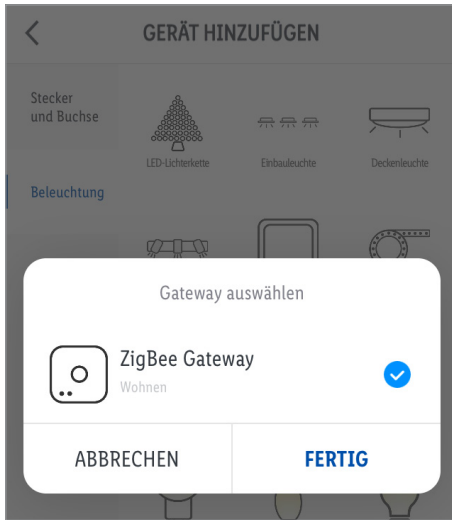 GERÄT HINZUFÜGEN
Stecker
und Buchse
LED-Lichterkette
Einbauleuchte
Deckenleuchte
Beleuchtung
Gateway auswählen
ZigBee Gateway
Wohnen
ABBRECHEN
FERTIG